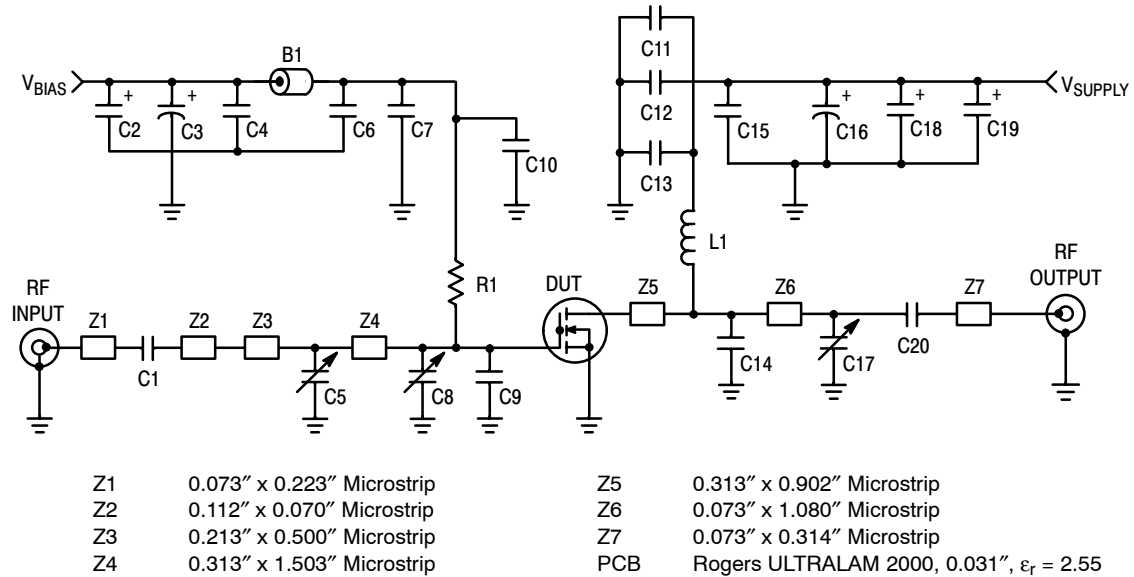 C11
B1
V_BIAS
+
+
C12
V_SUPPLY
+
+
+
C2
C3
C4
C6
C7
C15
C16
C18
C19
C10
C13
L1
RF
INPUT
R1
DUT
Z5
Z6
Z7
RF
OUTPUT
Z1
Z2
Z3
Z4
C1
C5
C8
C9
C14
C17
C20
Z1 0.073″ x 0.223″ Microstrip
Z2 0.112″ x 0.070″ Microstrip
Z3 0.213″ x 0.500″ Microstrip
Z4 0.313″ x 1.503″ Microstrip
Z5 0.313″ x 0.902″ Microstrip
Z6 0.073″ x 1.080″ Microstrip
Z7 0.073″ x 0.314″ Microstrip
PCB Rogers ULTRALAM 2000, 0.031″, εr = 2.55